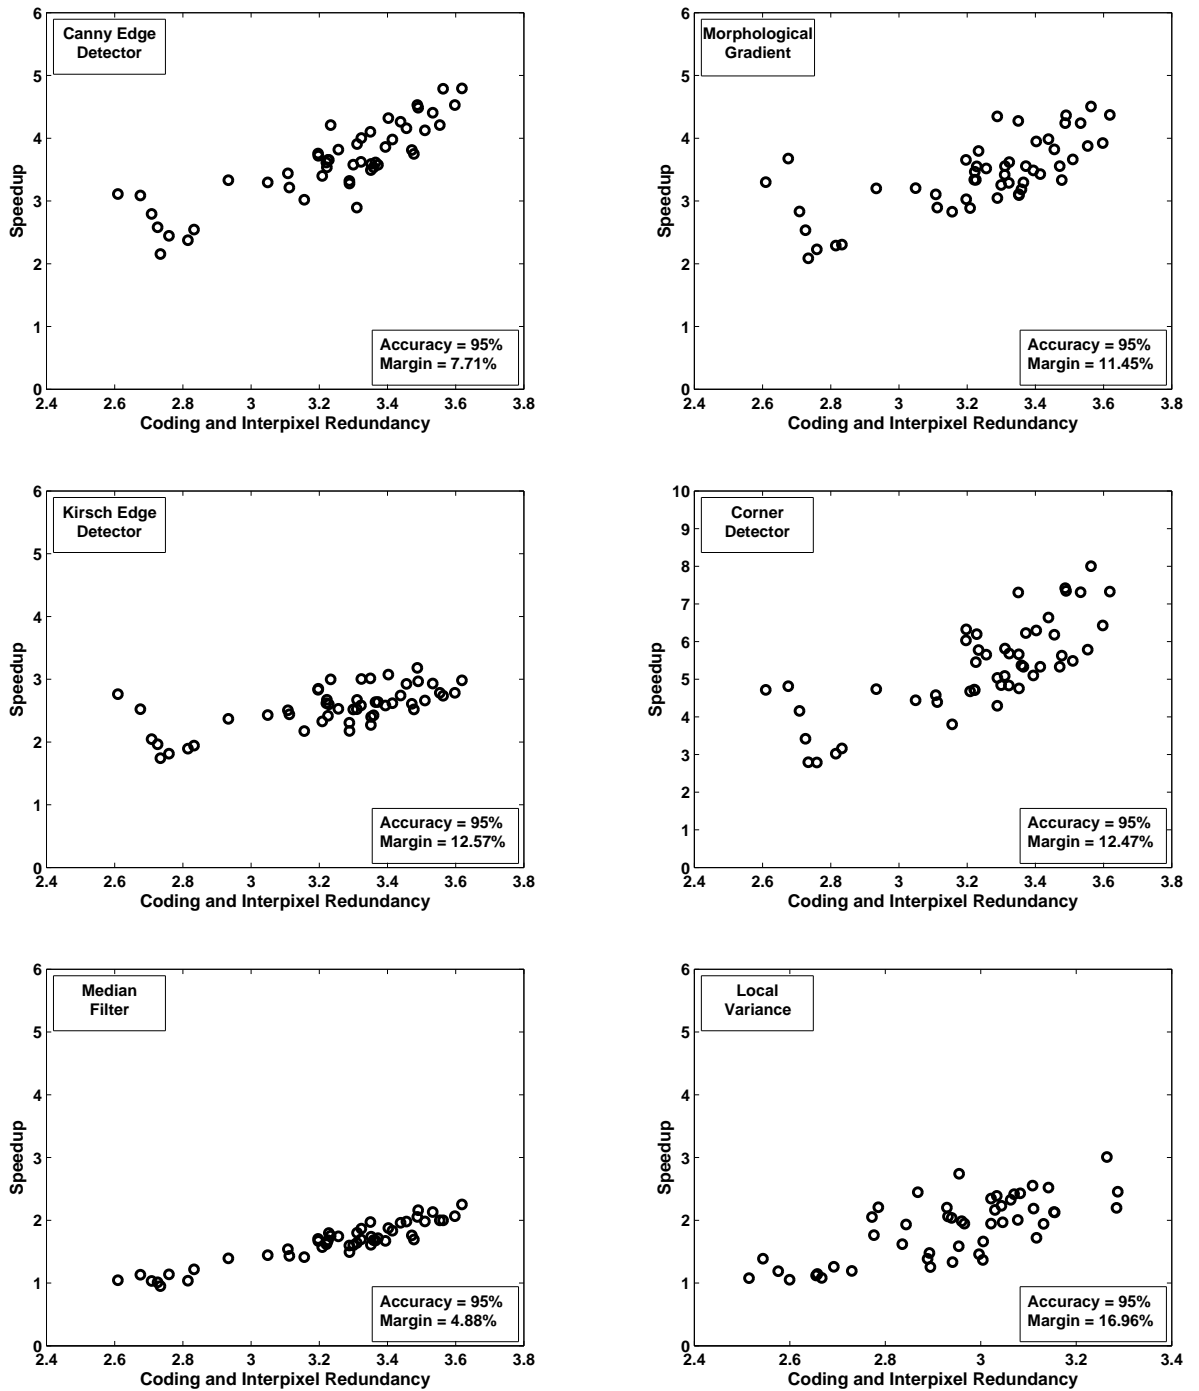 Canny Edge
Detector
6
5
4
3
2
1
0
Speedup
Accuracy = 95%
Margin = 7.71%
2.4 2.6 2.8 3 3.2 3.4 3.6 3.8
Coding and Interpixel Redundancy
Morphological
Gradient
6
5
4
3
2
1
0
Speedup
Accuracy = 95%
Margin = 11.45%
2.4 2.6 2.8 3 3.2 3.4 3.6 3.8
Coding and Interpixel Redundancy
Kirsch Edge
Detector
6
5
4
3
2
1
0
Speedup
Accuracy = 95%
Margin = 12.57%
2.4 2.6 2.8 3 3.2 3.4 3.6 3.8
Coding and Interpixel Redundancy
Corner
Detector
10
9
8
7
6
5
4
3
2
1
0
Speedup
Accuracy = 95%
Margin = 12.47%
2.4 2.6 2.8 3 3.2 3.4 3.6 3.8
Coding and Interpixel Redundancy
Median
Filter
6
5
4
3
2
1
0
Speedup
Accuracy = 95%
Margin = 4.88%
2.4 2.6 2.8 3 3.2 3.4 3.6 3.8
Coding and Interpixel Redundancy
Local
Variance
6
5
4
3
2
1
0
Speedup
Accuracy = 95%
Margin = 16.96%
2.4 2.6 2.8 3 3.2 3.4
Coding and Interpixel Redundancy